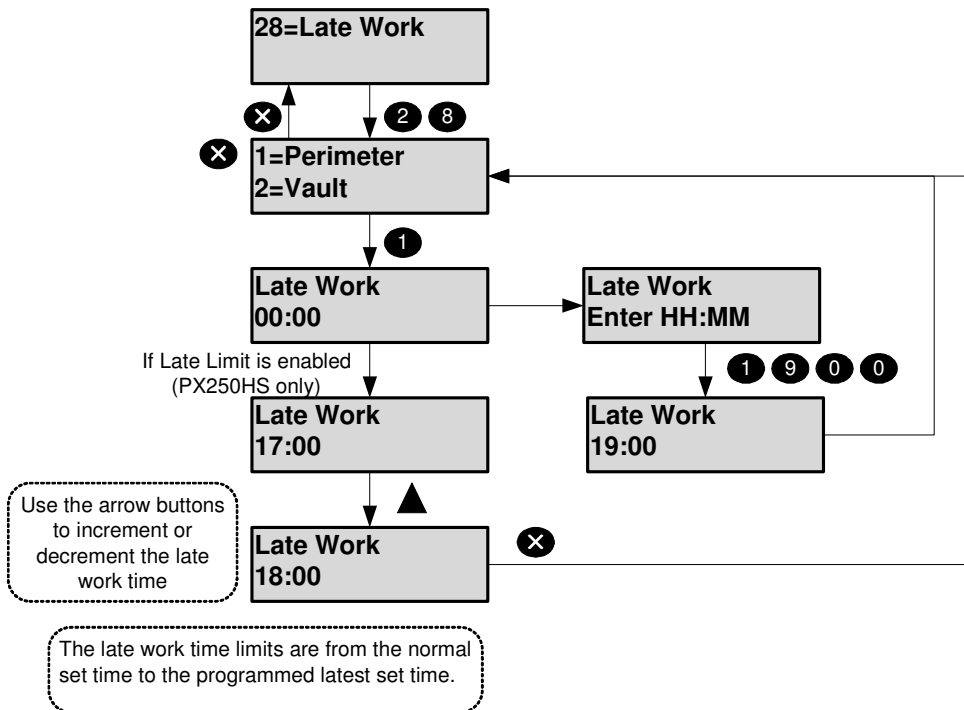 28=Late Work
2 8
1=Perimeter
2=Vault
1
Late Work
00:00
Late Work
Enter HH:MM
If Late Limit is enabled
(PX250HS only)
1 9 0 0
Late Work
17:00
Late Work
19:00
Use the arrow buttons
to increment or
decrement the late
work time
Late Work
18:00
The late work time limits are from the normal
set time to the programmed latest set time.